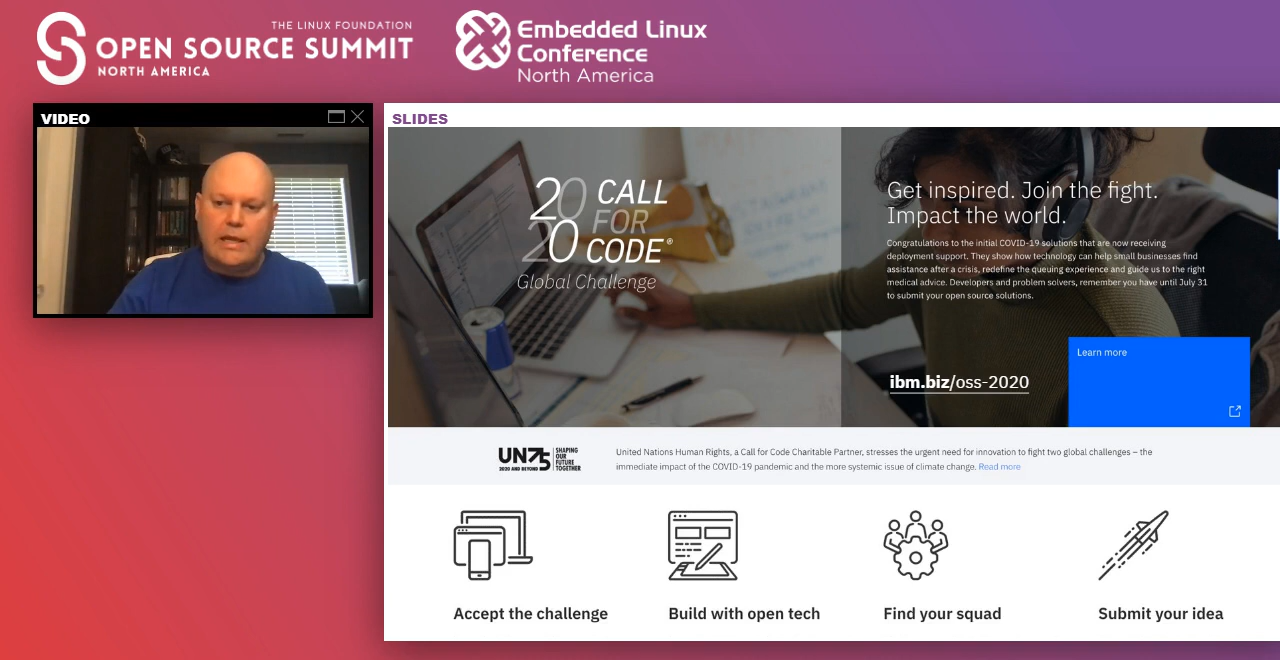 THE LINUX FOUNDATION
OPEN SOURCE SUMMIT
NORTH AMERICA
Embedded Linux
Conference
North America
VIDEO
SLIDES
2020 CALL
FOR
CODE®
Global Challenge
Get inspired. Join the fight.
Impact the world.
Congratulations to the initial COVID-19 solutions that are now receiving
deployment support. They show how technology can help small businesses find
assistance after a crisis, redefine the queuing experience and guide us to the right
medical advice. Developers and problem solvers, remember you have until July 31
to submit your open source solutions.
ibm.biz/oss-2020
Learn more
UN75
2020 AND BEYOND
SHAPING
OUR
FUTURE
TOGETHER
United Nations Human Rights, a Call for Code Charitable Partner, stresses the urgent need for innovation to fight two global challenges – the
immediate impact of the COVID-19 pandemic and the more systemic issue of climate change. Read more
Accept the challenge
Build with open tech
Find your squad
Submit your idea